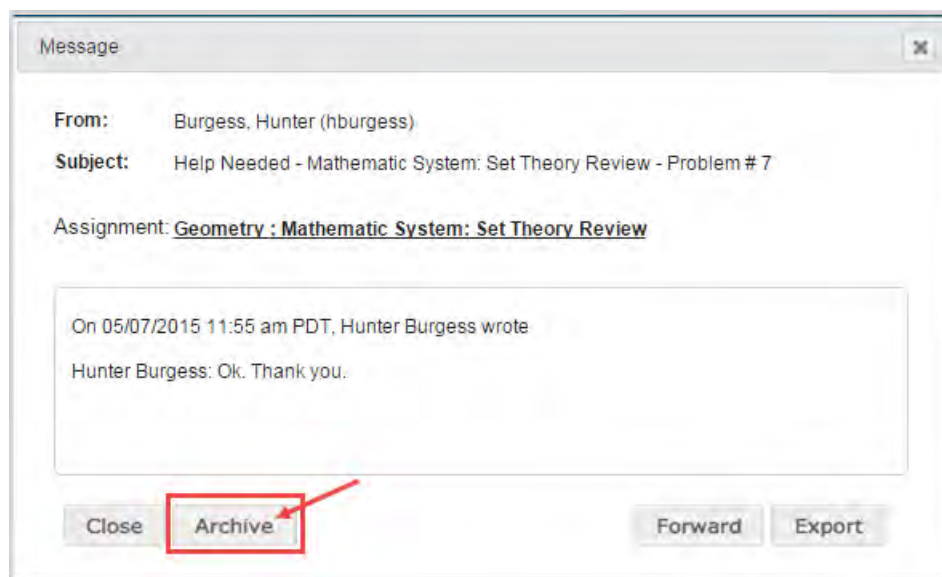 Message
From: Burgess, Hunter (hburgess)
Subject: Help Needed - Mathematic System: Set Theory Review - Problem # 7
Assignment: Geometry : Mathematic System: Set Theory Review
On 05/07/2015 11:55 am PDT, Hunter Burgess wrote
Hunter Burgess: Ok. Thank you.
Close Archive Forward Export